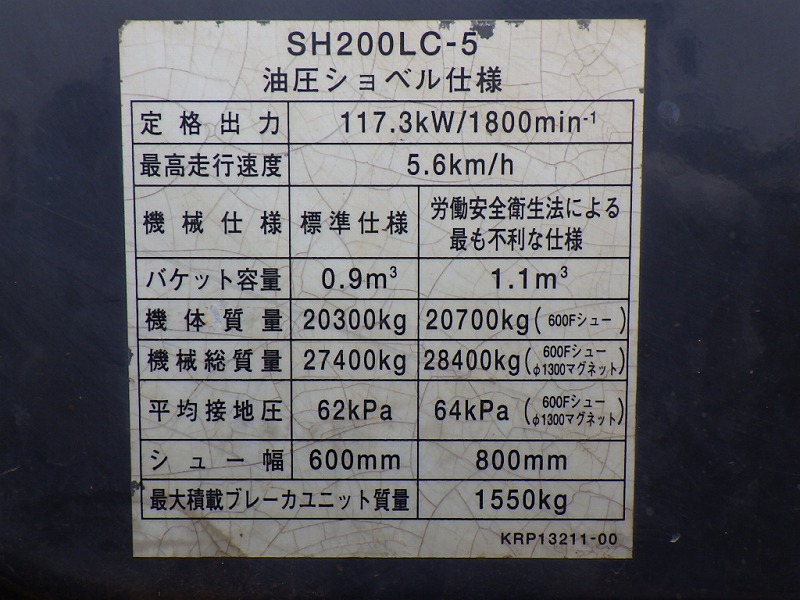 SH200LC-5
油圧ショベル仕様
定格出力 117.3kW/1800min-1
最高走行速度 5.6km/h
機械仕様 標準仕様 労働安全衛生法による
最も不利な仕様
バケット容量 0.9m3 1.1m3
機体質量 20300kg 20700kg(600Fシュー)
機械総質量 27400kg 28400kg(600Fシュー
φ1300マグネット)
平均接地圧 62kPa 64kPa (600Fシュー
φ1300マグネット)
シュー幅 600mm 800mm
最大積載ブレーカユニット質量 1550kg
KRP13211-00